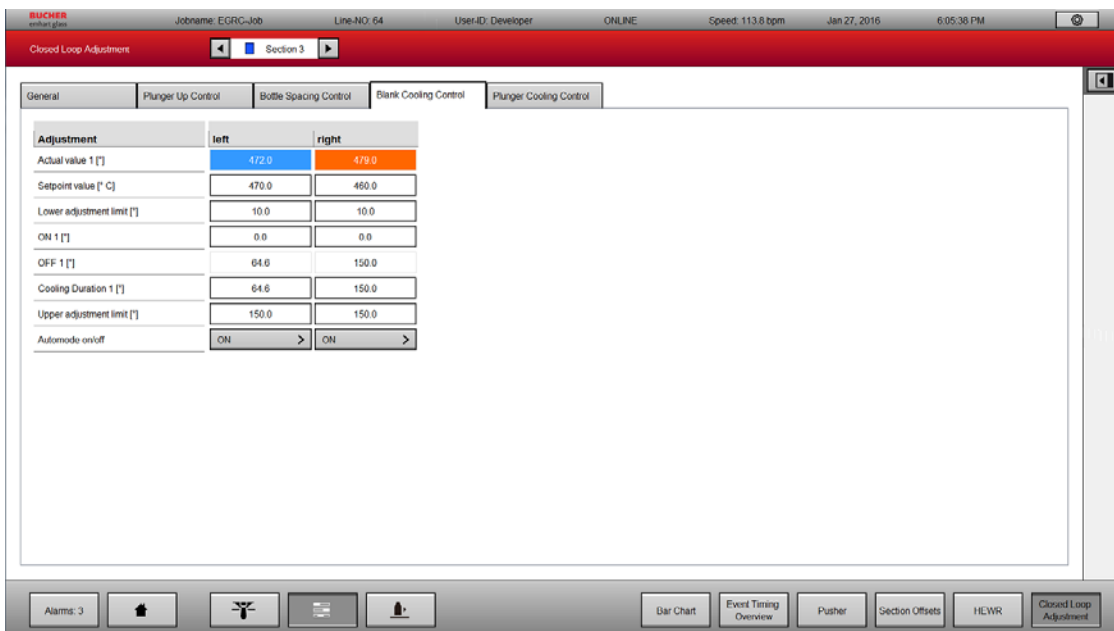 BUCHER
emhart glass
Jobname: EGRC-Job Line-NO: 64 User-ID: Developer ONLINE Speed: 113.8 bpm Jan 27, 2016 6:05:38 PM
Closed Loop Adjustment Section 3
General Plunger Up Control Bottle Spacing Control Blank Cooling Control Plunger Cooling Control
Adjustment left right
Actual value 1 [°] 472.0 479.0
Setpoint value [° C] 470.0 460.0
Lower adjustment limit [°] 10.0 10.0
ON 1 [°] 0.0 0.0
OFF 1 [°] 64.6 150.0
Cooling Duration 1 [°] 64.6 150.0
Upper adjustment limit [°] 150.0 150.0
Automode on/off ON > ON >
Alarms: 3 Bar Chart Event Timing Overview Pusher Section Offsets HEWR Closed Loop Adjustment